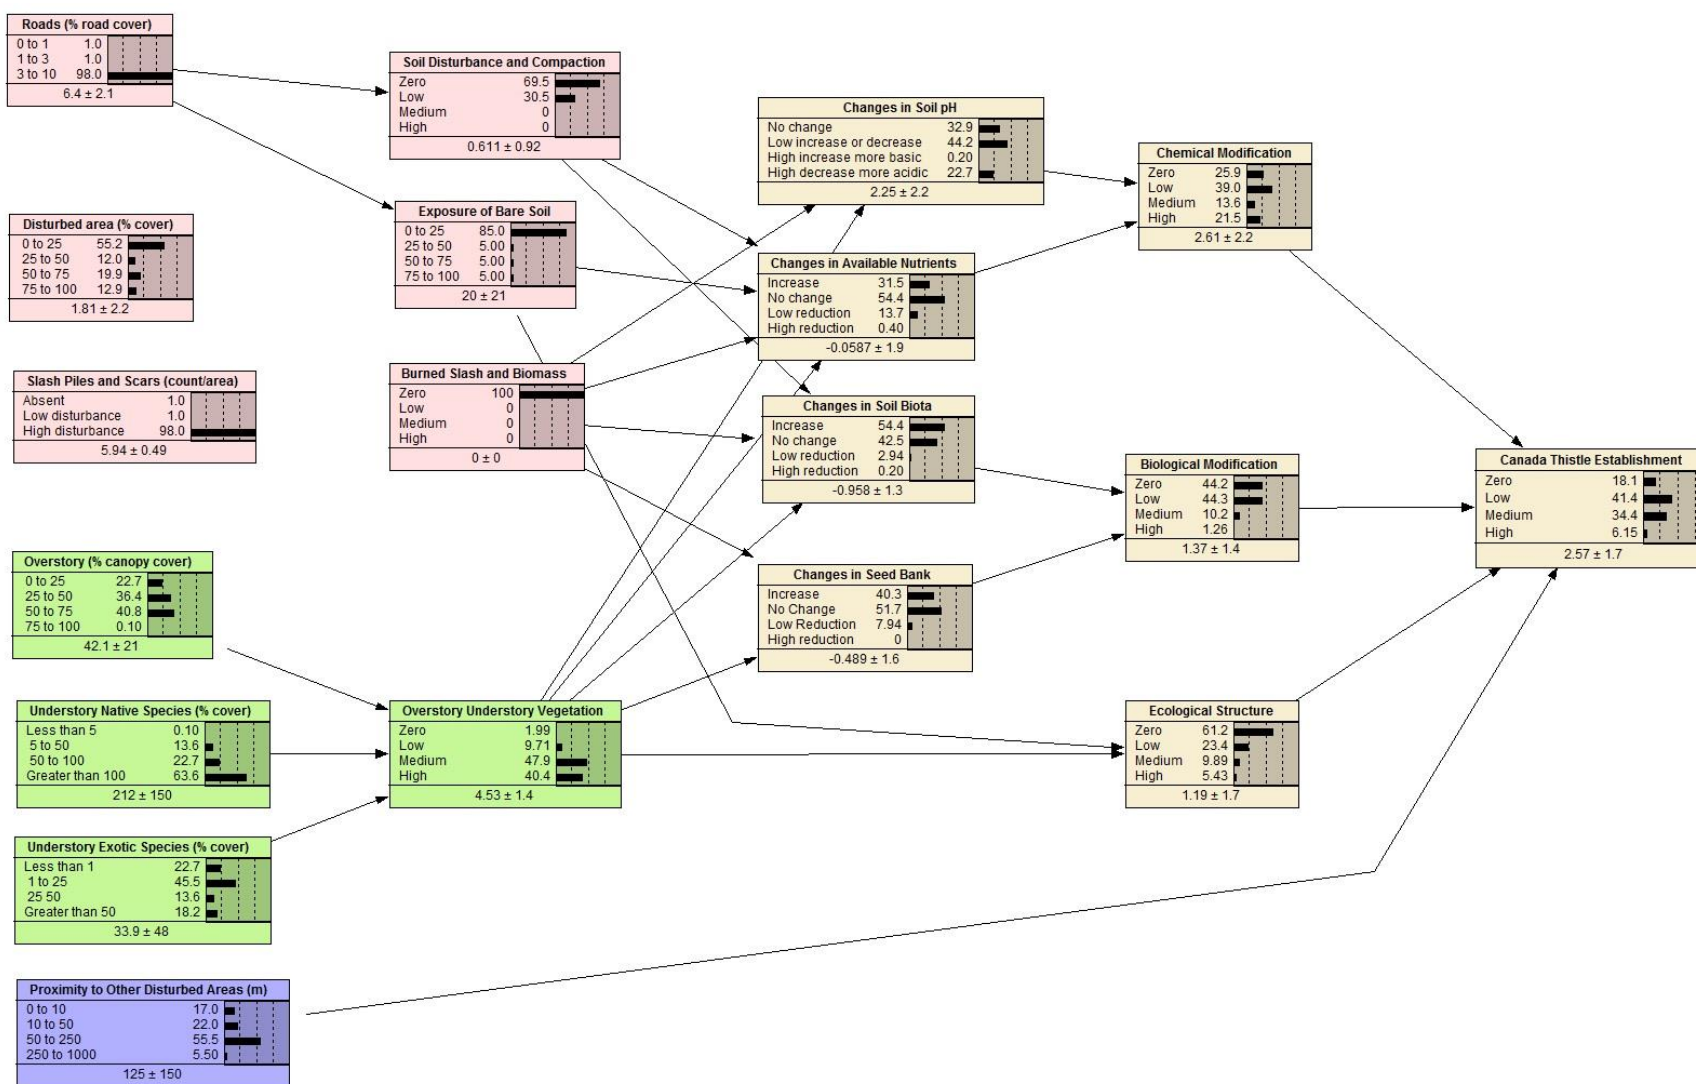 Roads (% road cover)
0 to 1 1.0
1 to 3 1.0
3 to 10 98.0
6.4 ± 2.1
Disturbed area (% cover)
0 to 25 55.2
25 to 50 12.0
50 to 75 19.9
75 to 100 12.9
1.81 ± 2.2
Slash Piles and Scars (count/area)
Absent 1.0
Low disturbance 1.0
High disturbance 98.0
5.94 ± 0.49
Overstory (% canopy cover)
0 to 25 22.7
25 to 50 36.4
50 to 75 40.8
75 to 100 0.10
42.1 ± 21
Understory Native Species (% cover)
Less than 5 0.10
5 to 50 13.6
50 to 100 22.7
Greater than 100 63.6
212 ± 150
Understory Exotic Species (% cover)
Less than 1 22.7
1 to 25 45.5
25 50 13.6
Greater than 50 18.2
33.9 ± 48
Proximity to Other Disturbed Areas (m)
0 to 10 17.0
10 to 50 22.0
50 to 250 55.5
250 to 1000 5.50
125 ± 150
Soil Disturbance and Compaction
Zero 69.5
Low 30.5
Medium 0
High 0
0.611 ± 0.92
Exposure of Bare Soil
0 to 25 85.0
25 to 50 5.00
50 to 75 5.00
75 to 100 5.00
20 ± 21
Burned Slash and Biomass
Zero 100
Low 0
Medium 0
High 0
0 ± 0
Overstory Understory Vegetation
Zero 1.99
Low 9.71
Medium 47.9
High 40.4
4.53 ± 1.4
Changes in Soil pH
No change 32.9
Low increase or decrease 44.2
High increase more basic 0.20
High decrease more acidic 22.7
2.25 ± 2.2
Changes in Available Nutrients
Increase 31.5
No change 54.4
Low reduction 13.7
High reduction 0.40
-0.0587 ± 1.9
Changes in Soil Biota
Increase 54.4
No change 42.5
Low reduction 2.94
High reduction 0.20
-0.958 ± 1.3
Changes in Seed Bank
Increase 40.3
No Change 51.7
Low Reduction 7.94
High reduction 0
-0.489 ± 1.6
Chemical Modification
Zero 25.9
Low 39.0
Medium 13.6
High 21.5
2.61 ± 2.2
Biological Modification
Zero 44.2
Low 44.3
Medium 10.2
High 1.26
1.37 ± 1.4
Ecological Structure
Zero 61.2
Low 23.4
Medium 9.89
High 5.43
1.19 ± 1.7
Canada Thistle Establishment
Zero 18.1
Low 41.4
Medium 34.4
High 6.15
2.57 ± 1.7